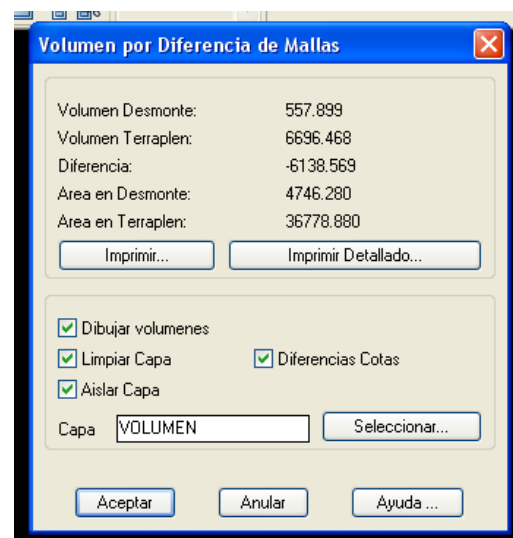 Volumen por Diferencia de Mallas
Volumen Desmonte: 557.899
Volumen Terraplen: 6696.468
Diferencia: -6138.569
Area en Desmonte: 4746.280
Area en Terraplen: 36778.880
Imprimir... Imprimir Detallado...
Dibujar volumenes
Limpiar Capa Diferencias Cotas
Aislar Capa
Capa VOLUMEN Seleccionar...
Aceptar Anular Ayuda ...